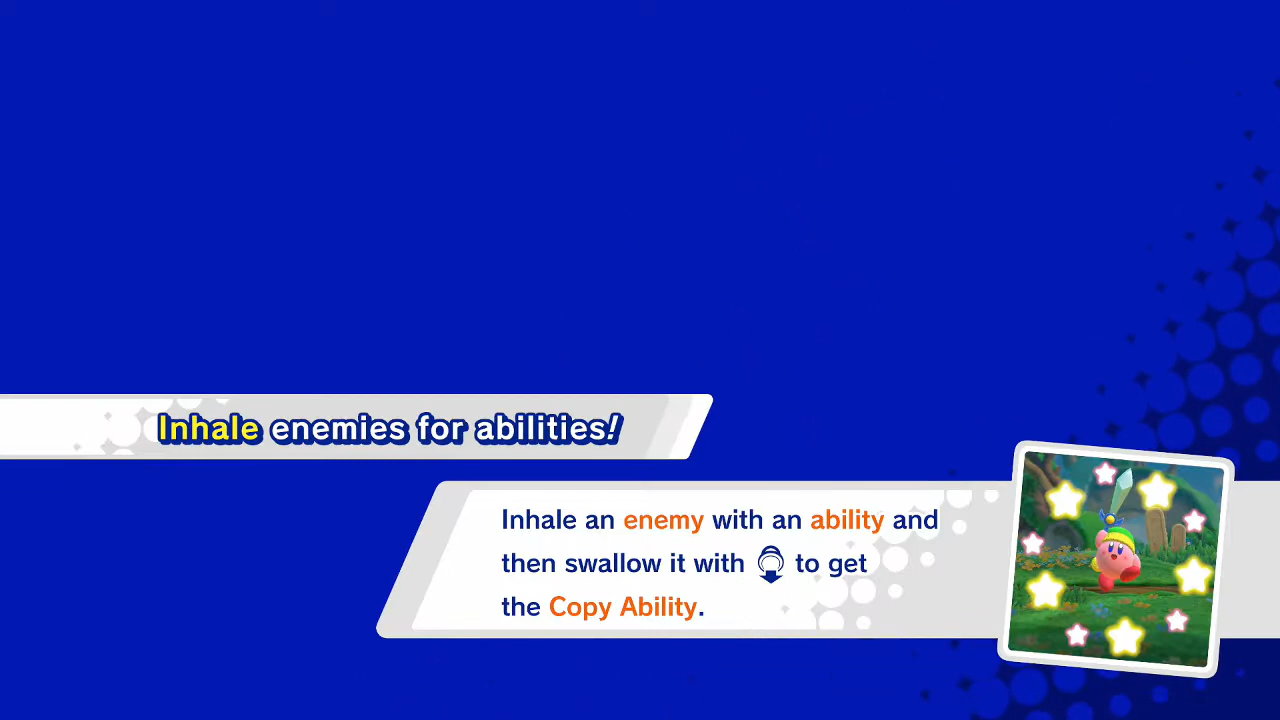 Inhale enemies for abilities!
Inhale an enemy with an ability and
then swallow it with to get
the Copy Ability.